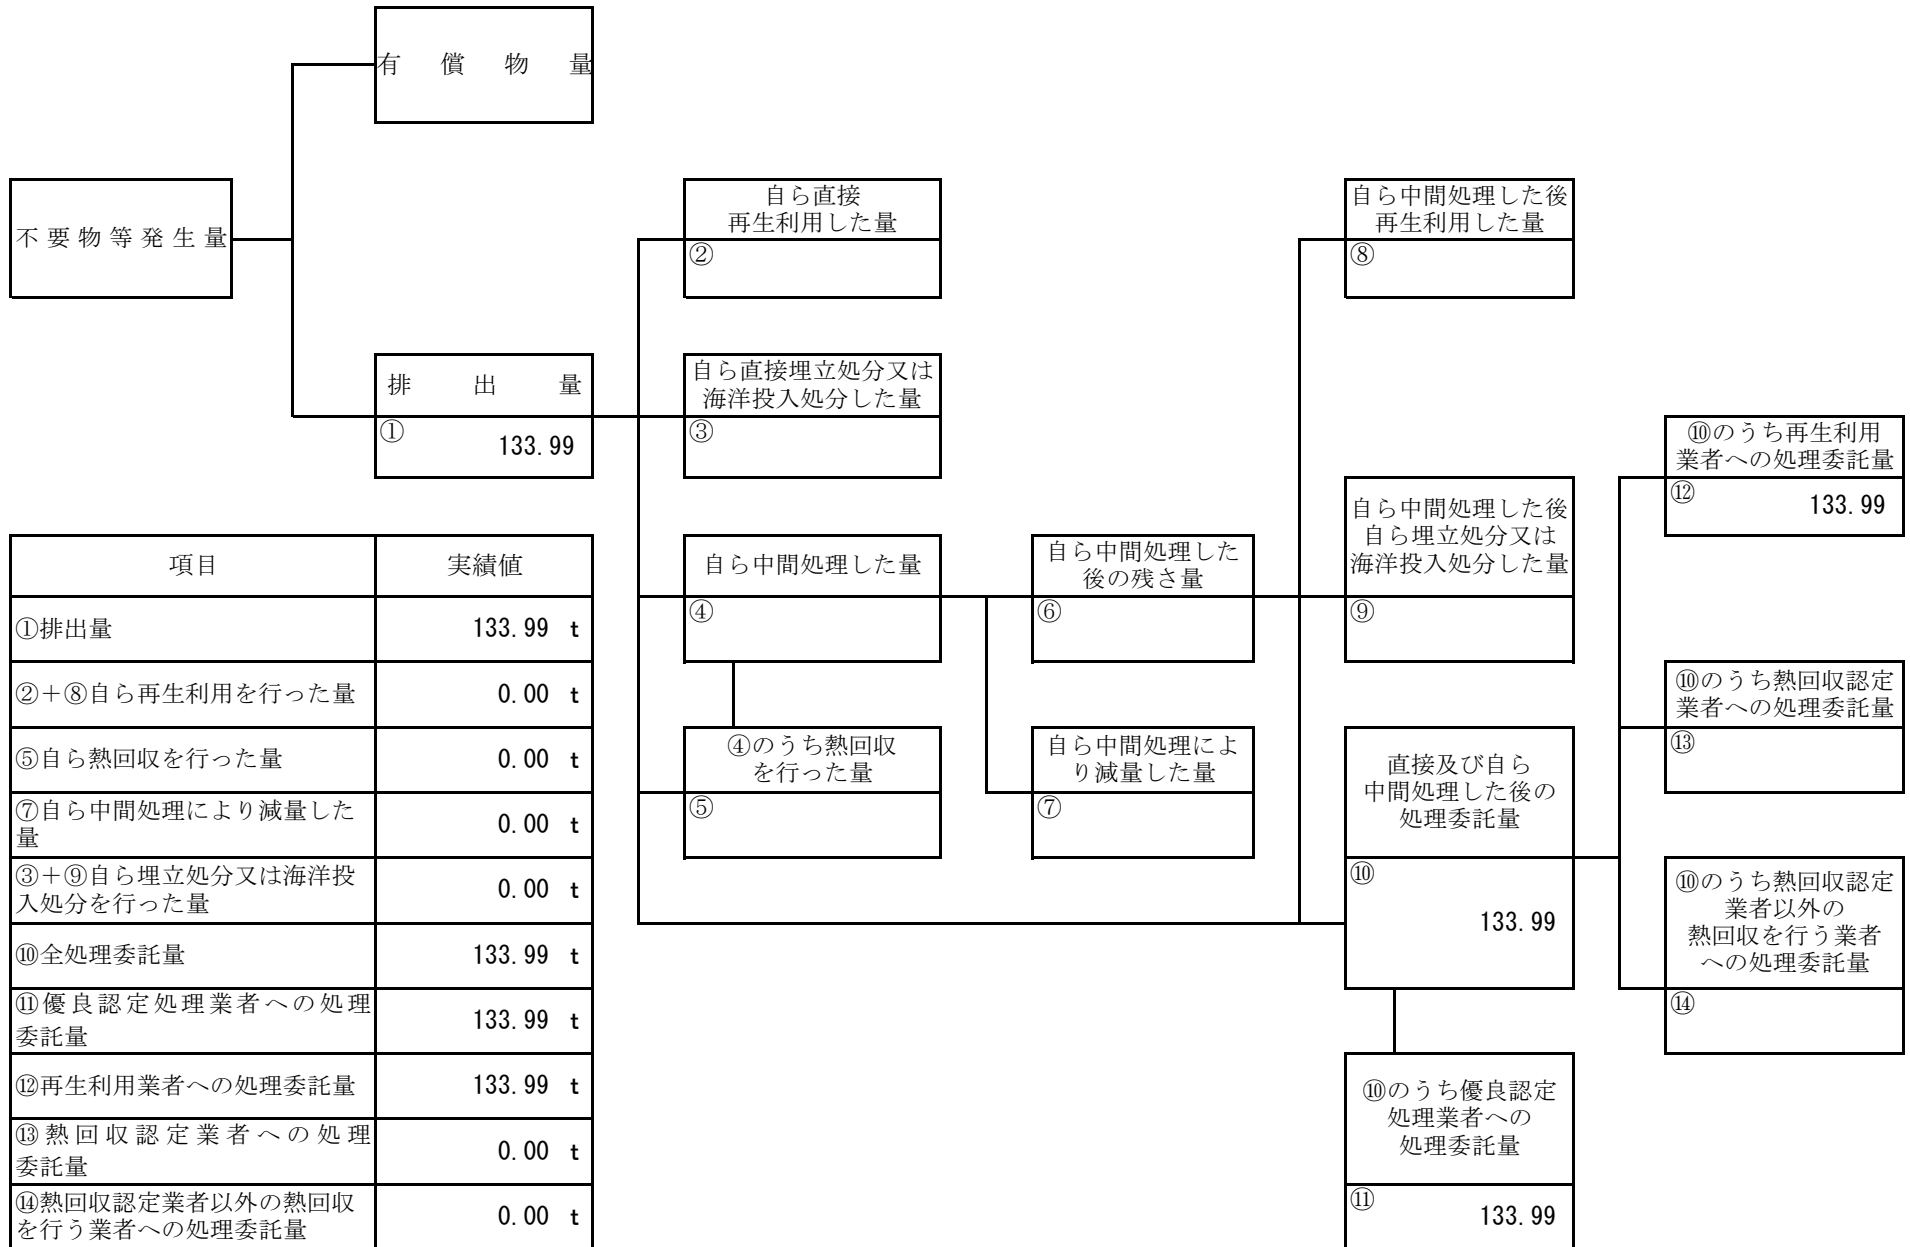 有償物量
不要物等発生量
自ら直接
再生利用した量
②
自ら中間処理した後
再生利用した量
⑧
排出量
①
133.99
自ら直接埋立処分又は
海洋投入処分した量
③
⑩のうち再生利用
業者への処理委託量
⑫
133.99
自ら中間処理した量
④
自ら中間処理した
後の残さ量
⑥
自ら中間処理した後
自ら埋立処分又は
海洋投入処分した量
⑨
⑩のうち熱回収認定
業者への処理委託量
⑬
④のうち熱回収
を行った量
⑤
自ら中間処理によ
り減量した量
⑦
直接及び自ら
中間処理した後の
処理委託量
⑩
133.99
⑩のうち熱回収認定
業者以外の
熱回収を行う業者
への処理委託量
⑭
⑩のうち優良認定
処理業者への
処理委託量
⑪
133.99
項目 実績値
①排出量 133.99 t
②+⑧自ら再生利用を行った量 0.00 t
⑤自ら熱回収を行った量 0.00 t
⑦自ら中間処理により減量した
量 0.00 t
③+⑨自ら埋立処分又は海洋投
入処分を行った量 0.00 t
⑩全処理委託量 133.99 t
⑪優良認定処理業者への処理
委託量 133.99 t
⑫再生利用業者への処理委託量 133.99 t
⑬熱回収認定業者への処理
委託量 0.00 t
⑭熱回収認定業者以外の熱回収
を行う業者への処理委託量 0.00 t